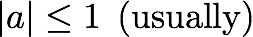 |a| ≤ 1 (usually)